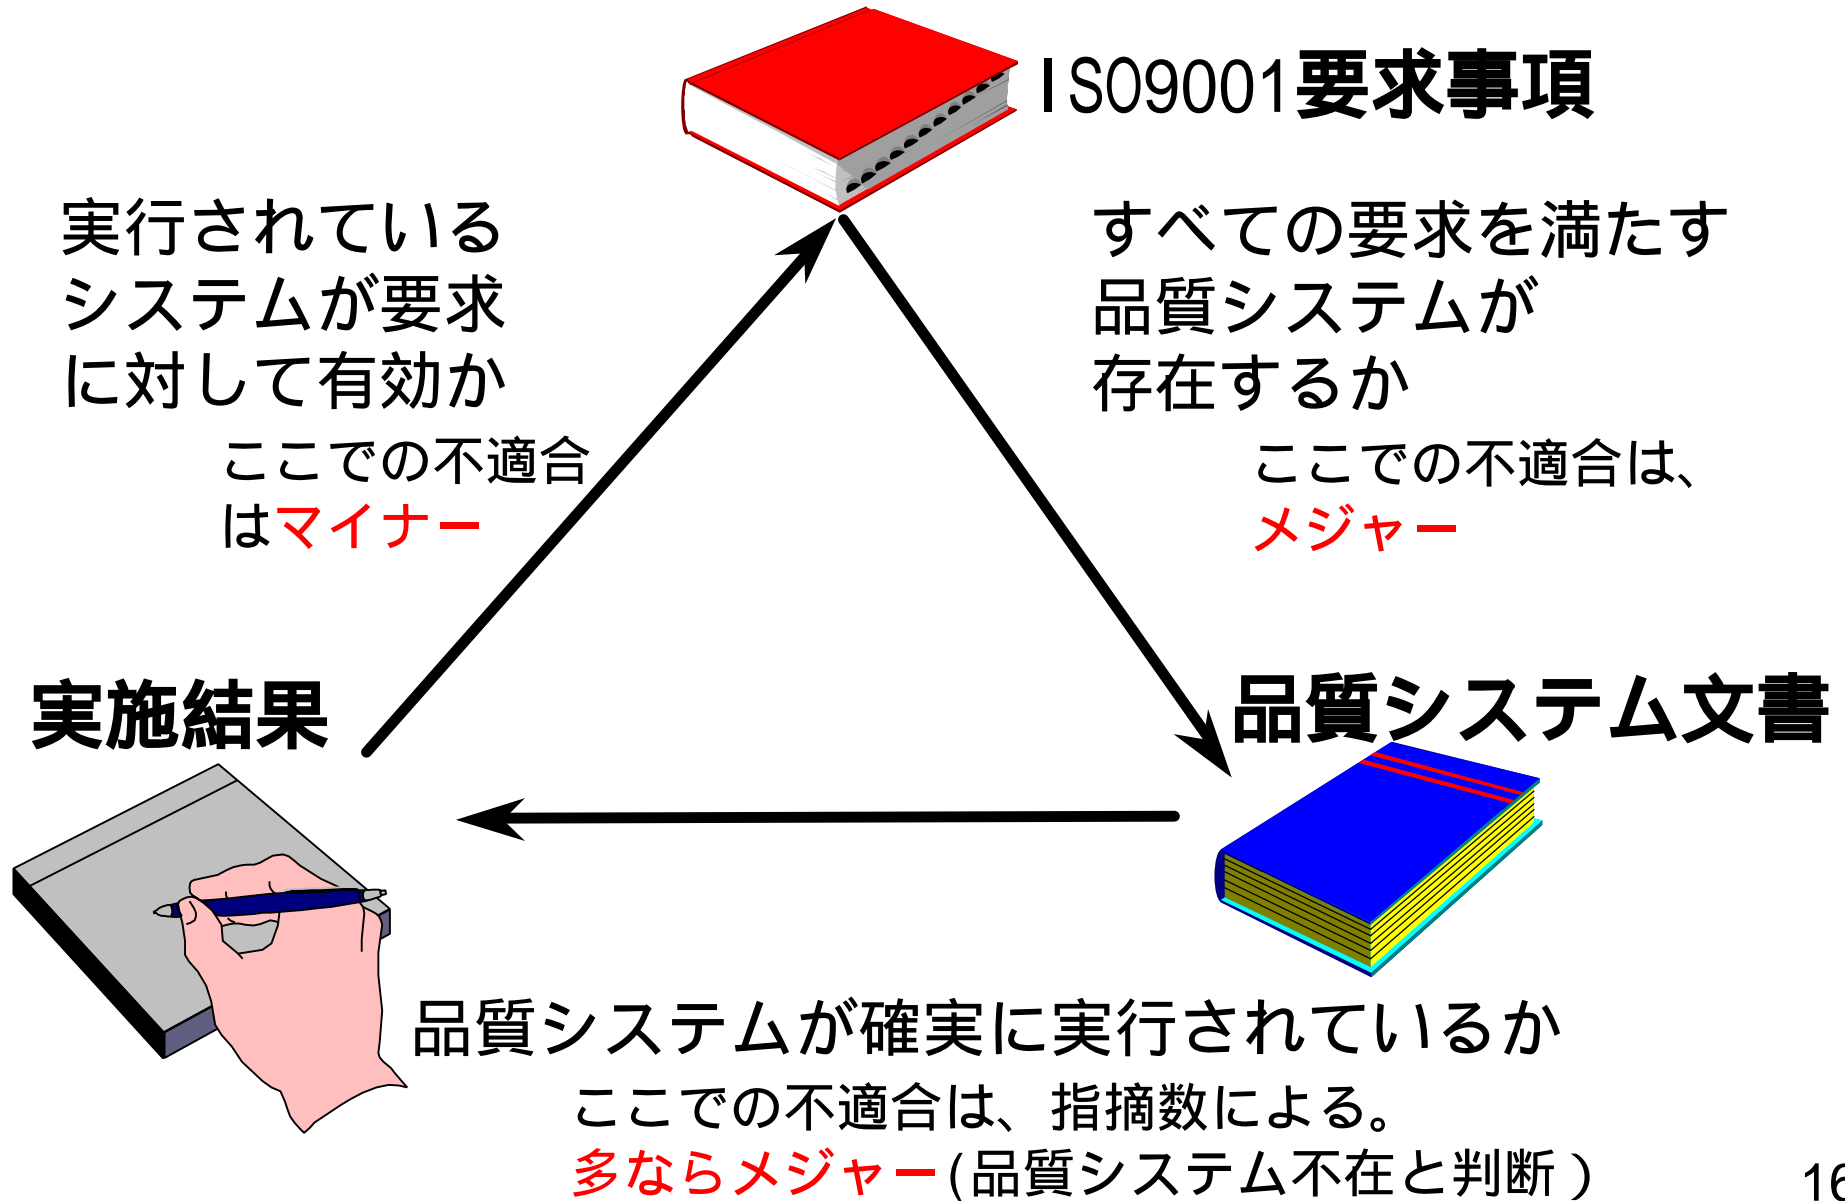 ISO9001要求事項
実行されている
システムが要求
に対して有効か
ここでの不適合
はマイナー
すべての要求を満たす
品質システムが
存在するか
ここでの不適合は、
メジャー
実施結果
品質システム文書
品質システムが確実に実行されているか
ここでの不適合は、指摘数による。
多ならメジャー(品質システム不在と判断)
16